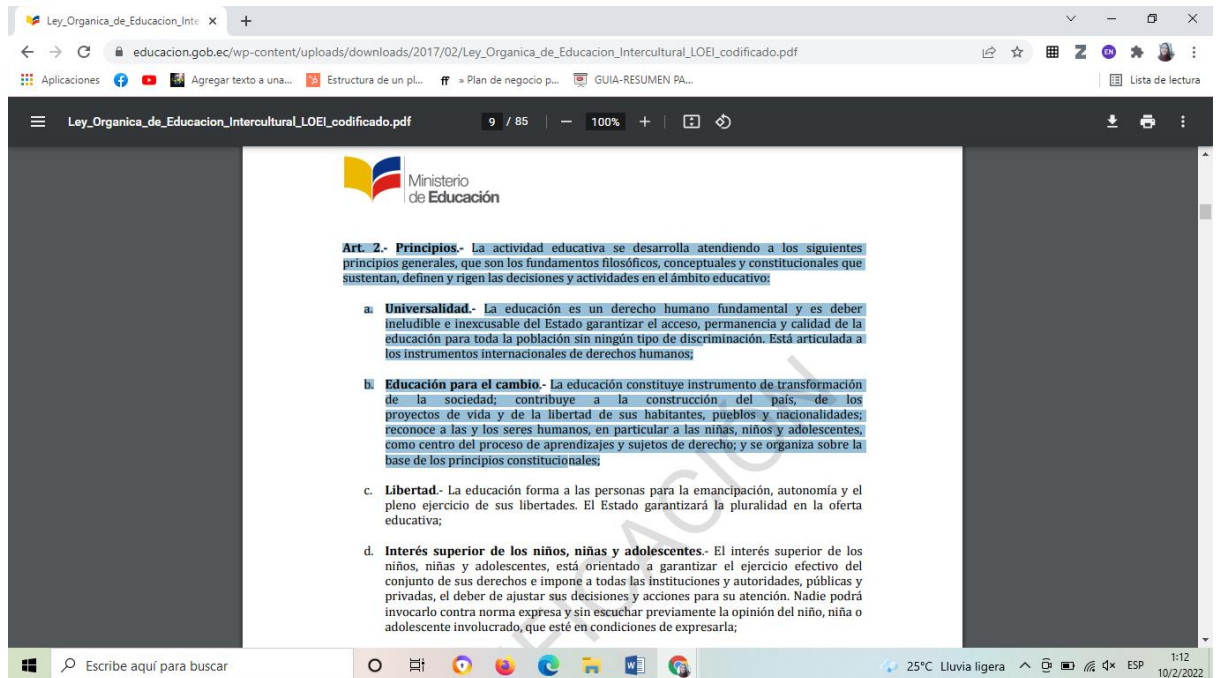 Ley_Organica_de_Educacion_Inte
educacion.gob.ec/wp-content/uploads/downloads/2017/02/Ley_Organica_de_Educacion_Intercultural_LOEI_codificado.pdf
Aplicaciones
Agregar texto a una...
Estructura de un pl...
» Plan de negocio p...
GUIA-RESUMEN PA...
Lista de lectura
Ley_Organica_de_Educacion_Intercultural_LOEI_codificado.pdf
9 / 85
100%
Ministerio
de Educación
Art. 2.- Principios.- La actividad educativa se desarrolla atendiendo a los siguientes
principios generales, que son los fundamentos filosóficos, conceptuales y constitucionales que
sustentan, definen y rigen las decisiones y actividades en el ámbito educativo:
a. Universalidad.- La educación es un derecho humano fundamental y es deber
ineludible e inexcusable del Estado garantizar el acceso, permanencia y calidad de la
educación para toda la población sin ningún tipo de discriminación. Está articulada a
los instrumentos internacionales de derechos humanos;
b. Educación para el cambio.- La educación constituye instrumento de transformación
de la sociedad; contribuye a la construcción del país, de los
proyectos de vida y de la libertad de sus habitantes, pueblos y nacionalidades;
reconoce a las y los seres humanos, en particular a las niñas, niños y adolescentes,
como centro del proceso de aprendizajes y sujetos de derecho; y se organiza sobre la
base de los principios constitucionales;
c. Libertad.- La educación forma a las personas para la emancipación, autonomía y el
pleno ejercicio de sus libertades. El Estado garantizará la pluralidad en la oferta
educativa;
d. Interés superior de los niños, niñas y adolescentes.- El interés superior de los
niños, niñas y adolescentes, está orientado a garantizar el ejercicio efectivo del
conjunto de sus derechos e impone a todas las instituciones y autoridades, públicas y
privadas, el deber de ajustar sus decisiones y acciones para su atención. Nadie podrá
invocarlo contra norma expresa y sin escuchar previamente la opinión del niño, niña o
adolescente involucrado, que esté en condiciones de expresarla;
Escribe aquí para buscar
25°C Lluvia ligera
ESP
1:12
10/2/2022